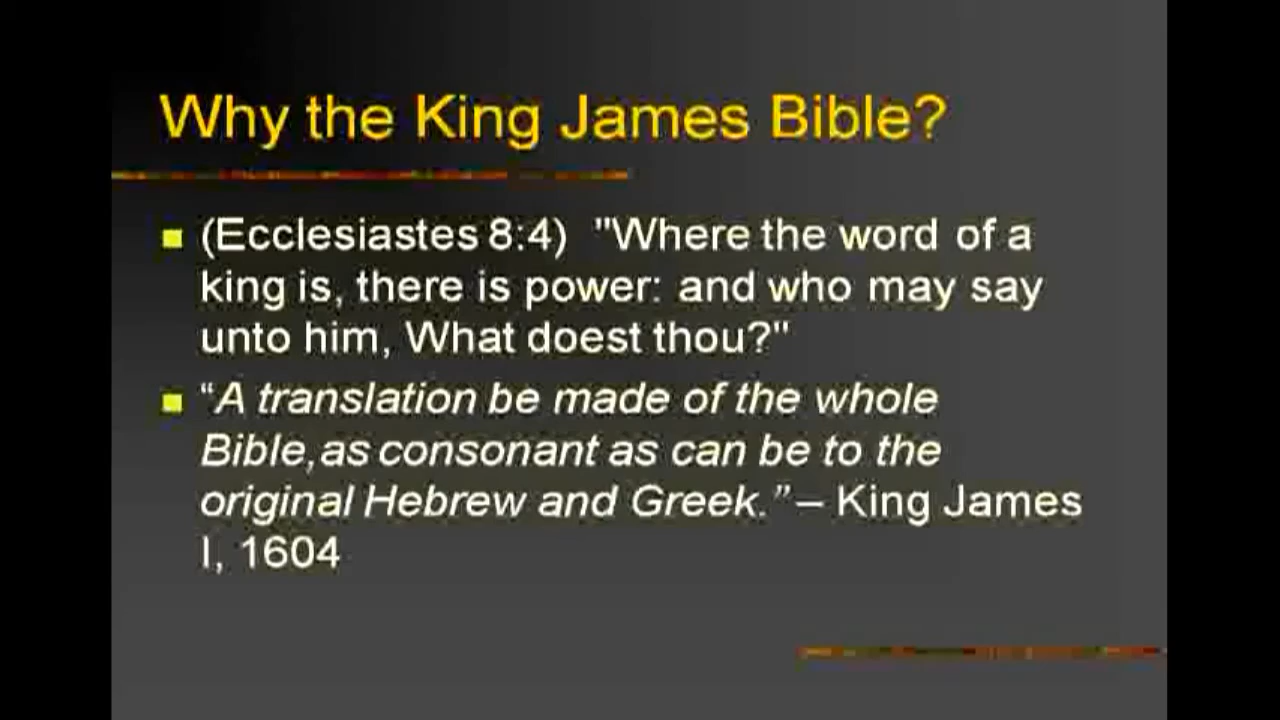 Why the King James Bible?
(Ecclesiastes 8:4) "Where the word of a
king is, there is power: and who may say
unto him, What doest thou?"
“A translation be made of the whole
Bible, as consonant as can be to the
original Hebrew and Greek.” – King James
I, 1604